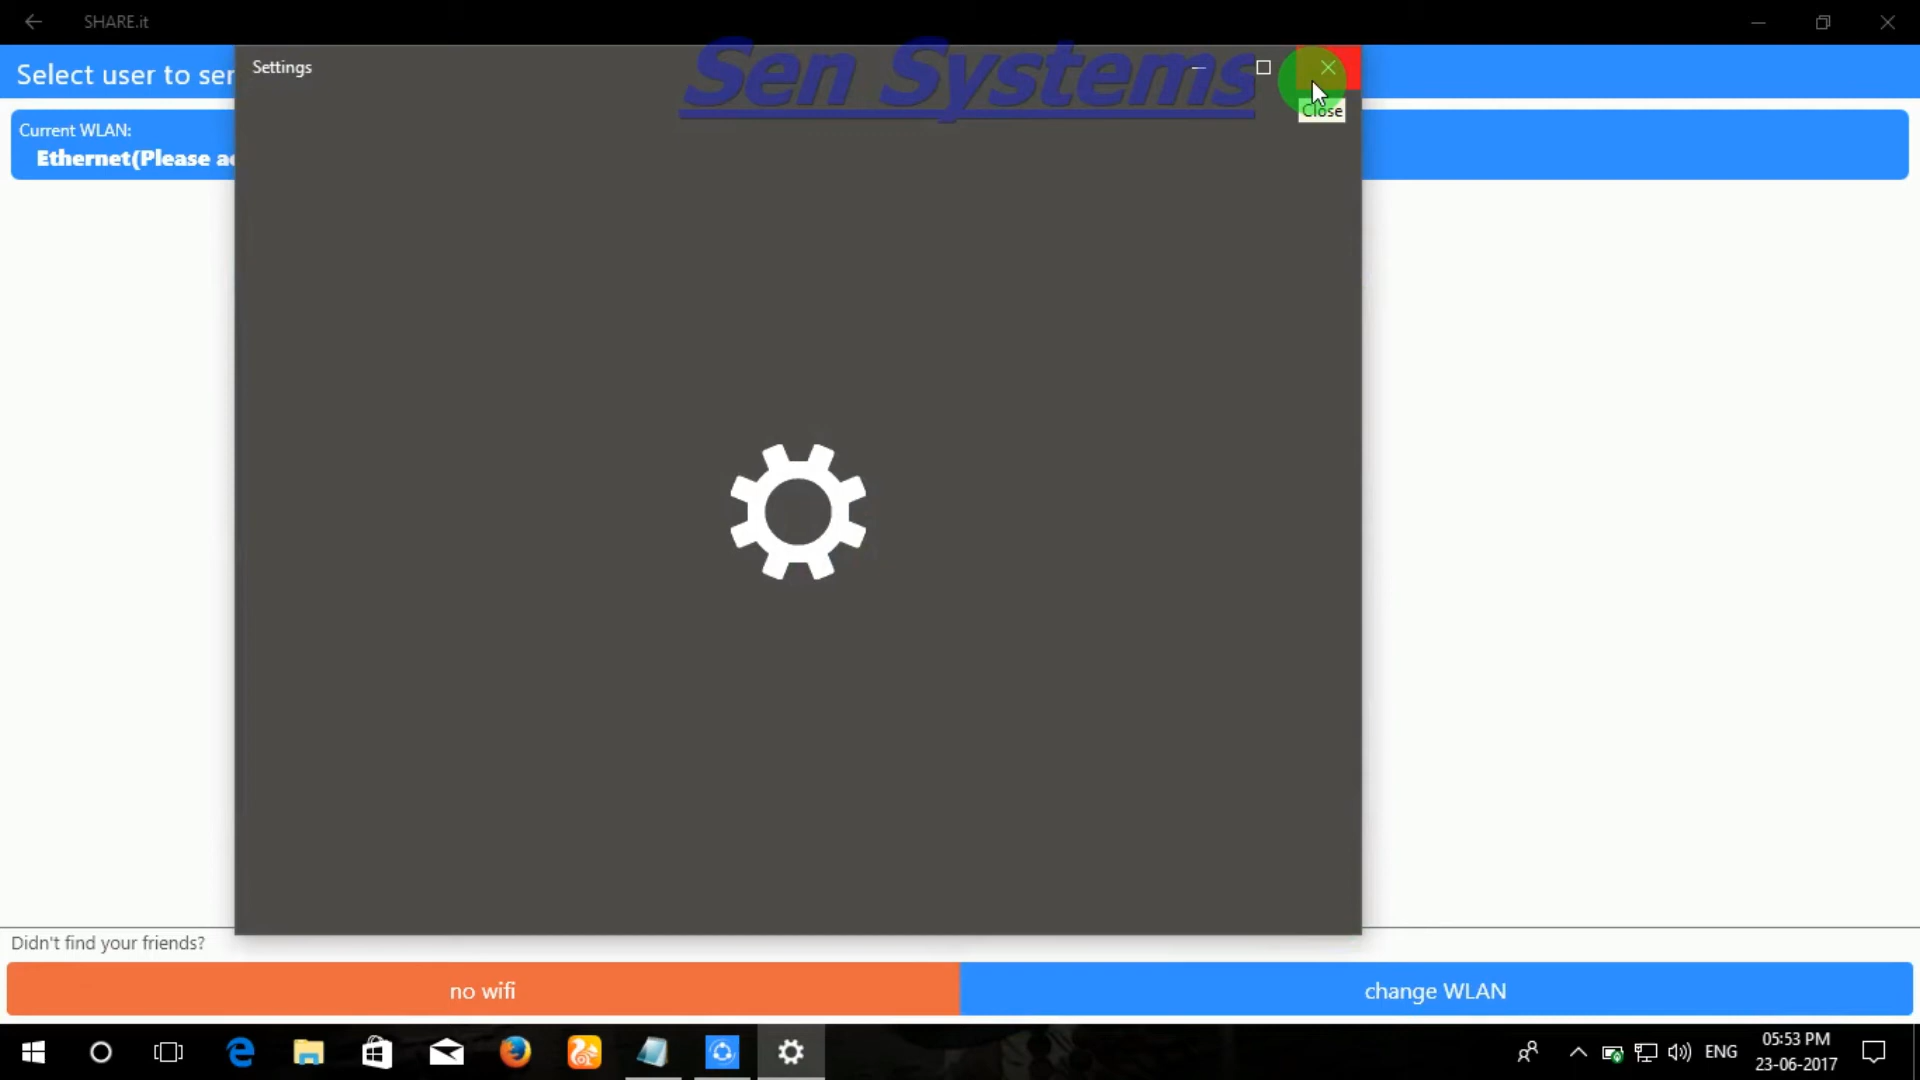 SHARE.it
Select user to ser
Settings
Sen Systems
Close
Current WLAN:
Ethernet(Please a
Didn't find your friends?
no wifi
change WLAN
ENG
05:53 PM
23-06-2017